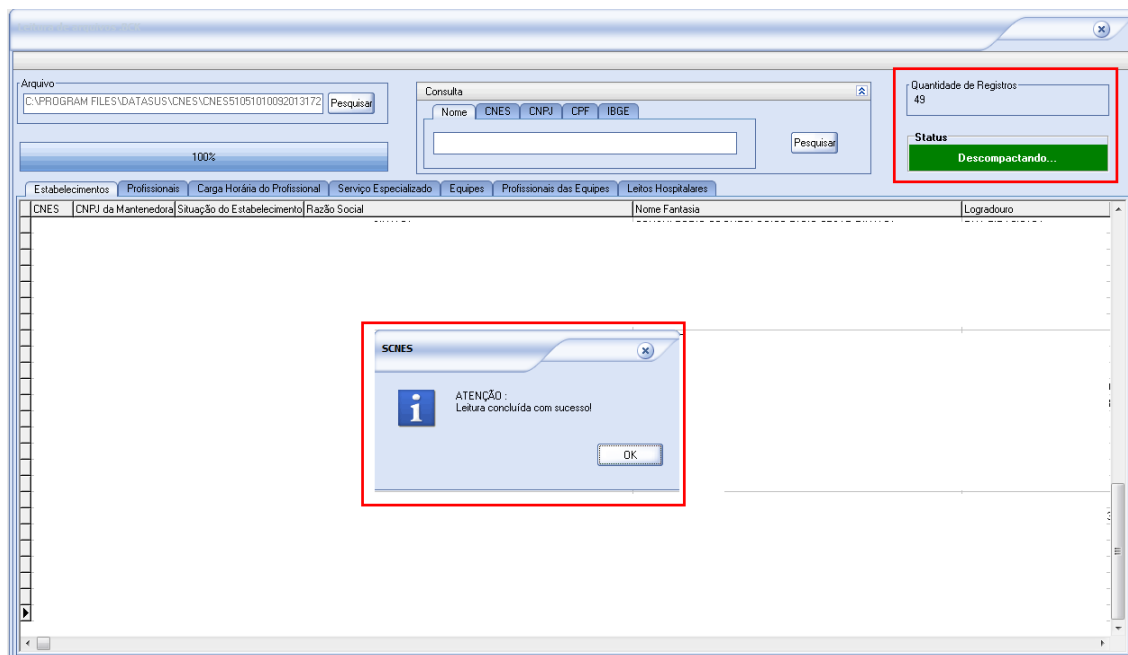 Arquivo
C:\PROGRAM FILES\DATASUS\CNES\CNES51051010092013172
Pesquisar
100%
Consulta
Nome CNES CNPJ CPF IBGE
Pesquisar
Quantidade de Registros
49
Status
Descompactando...
Estabelecimentos Profissionais Carga Horária do Profissional Serviço Especializado Equipes Profissionais das Equipes Leitos Hospitalares
CNES CNPJ da Mantenedora Situação do Estabelecimento Razão Social Nome Fantasia Logradouro
SCNES
ATENÇÃO :
Leitura concluída com sucesso!
OK